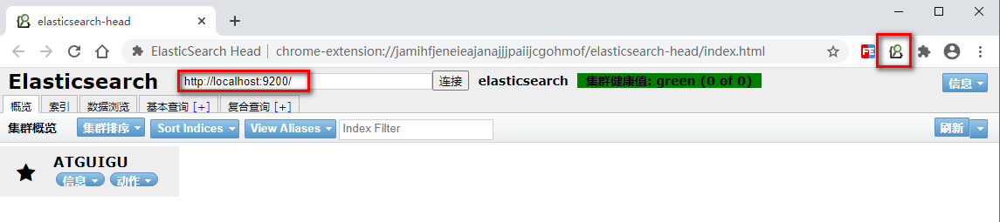 elasticsearch-head
ElasticSearch Head | chrome-extension://jamihfjeneieajanajjjpaiijcgohmof/elasticsearch-head/index.html
Elasticsearch http://localhost:9200/ 连接 elasticsearch 集群健康值: green (0 of 0) 信息
概览 索引 数据浏览 基本查询 [+] 复合查询 [+]
集群概览 集群排序 Sort Indices View Aliases Index Filter 刷新
ATGUIGU
信息 动作